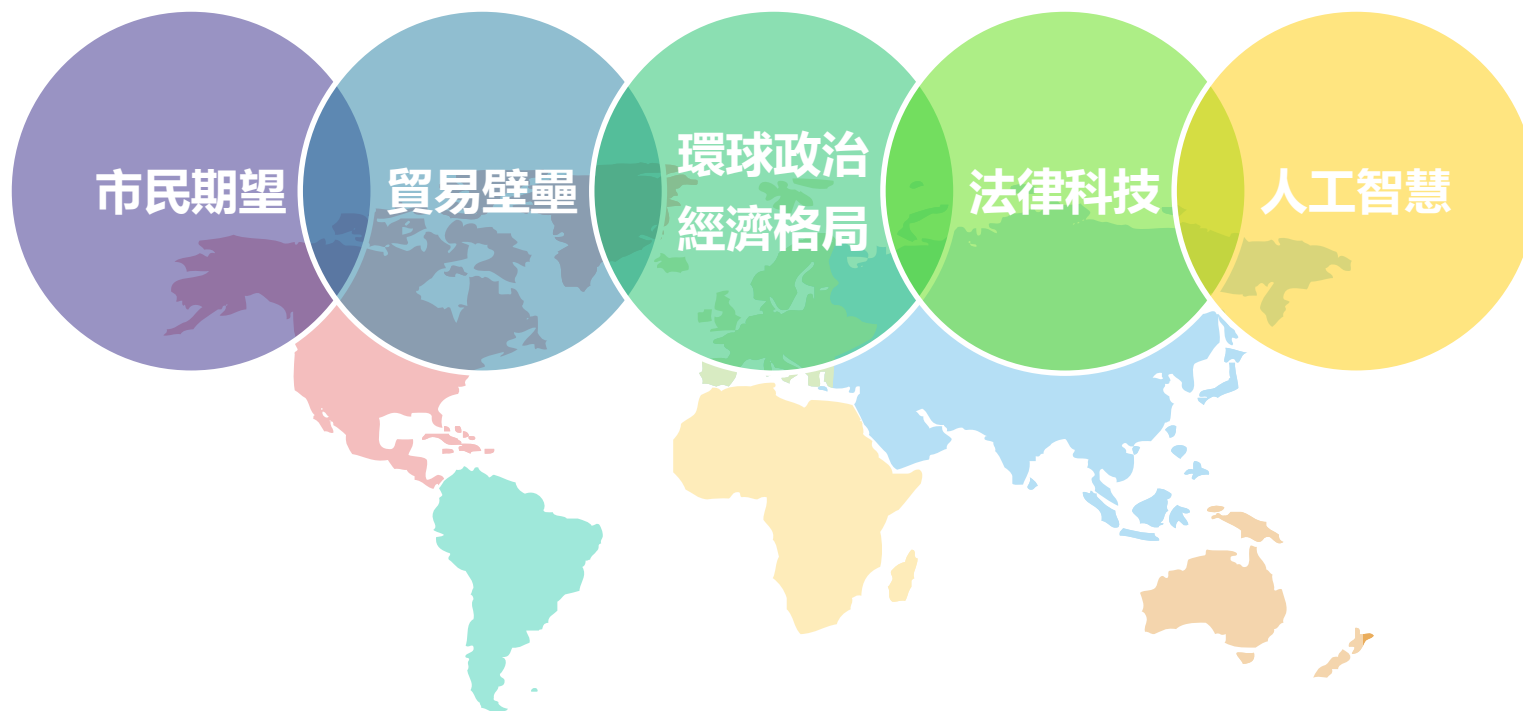 市民期望
貿易壁壘
環球政治
經濟格局
法律科技
人工智慧